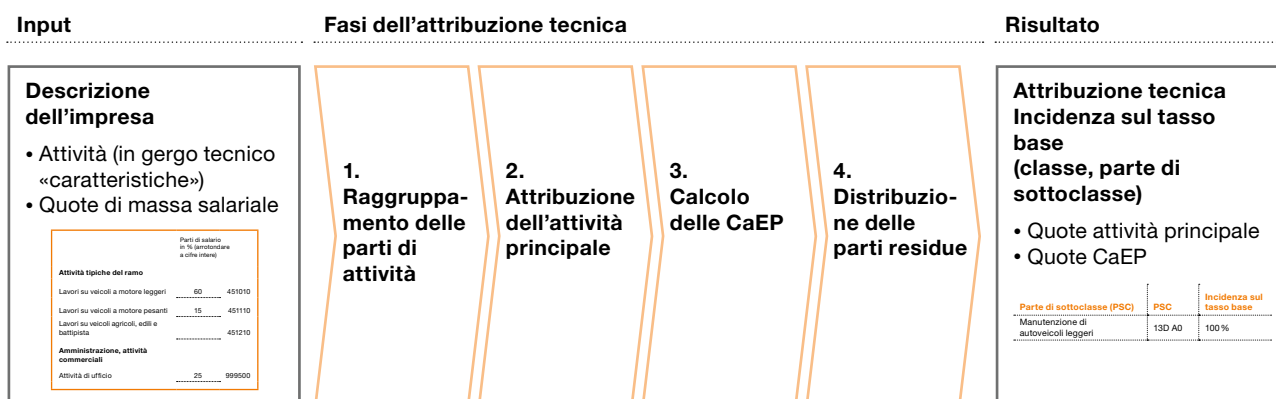 Input
Fasi dell'attribuzione tecnica
Risultato
Descrizione
dell'impresa
• Attività (in gergo tecnico
«caratteristiche»)
• Quote di massa salariale
Parti di salario
in % (arrotondare
a cifre intere)
Attività tipiche del ramo
Lavori su veicoli a motore leggeri 60 451010
Lavori su veicoli a motore pesanti 15 451110
Lavori su veicoli agricoli, edili e
battipista 451210
Amministrazione, attività
commerciali
Attività di ufficio 25 999500
1.
Raggruppa-
mento delle
parti di
attività
2.
Attribuzione
dell'attività
principale
3.
Calcolo
delle CaEP
4.
Distribuzio-
ne delle
parti residue
Attribuzione tecnica
Incidenza sul tasso
base
(classe, parte di
sottoclasse)
• Quote attività principale
• Quote CaEP
Parte di sottoclasse (PSC) PSC Incidenza sul
tasso base
Manutenzione di
autoveicoli leggeri 13D A0 100 %